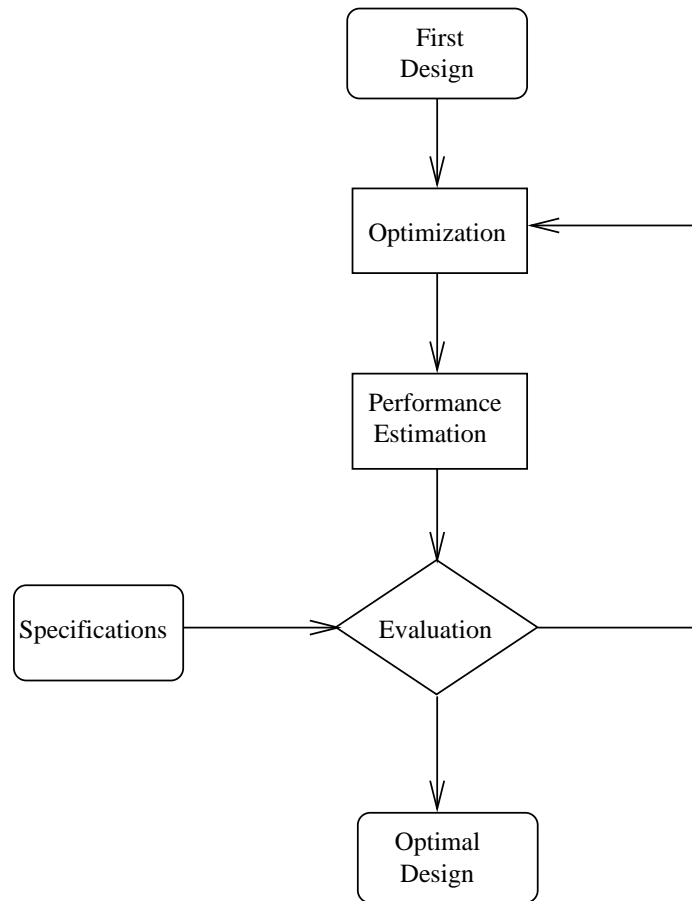 First
Design
Optimization
Performance
Estimation
Specifications
Evaluation
Optimal
Design